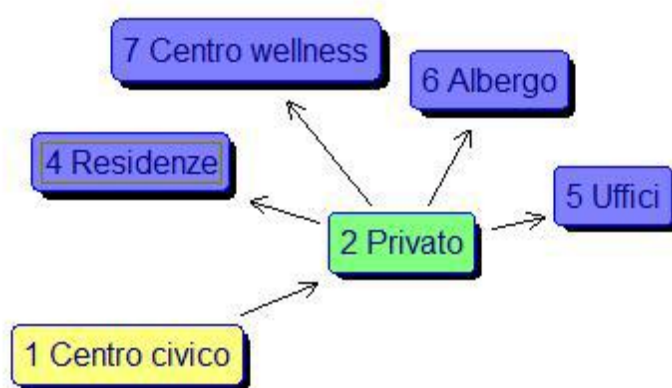 7 Centro wellness
6 Albergo
4 Residenze
5 Uffici
2 Privato
1 Centro civico